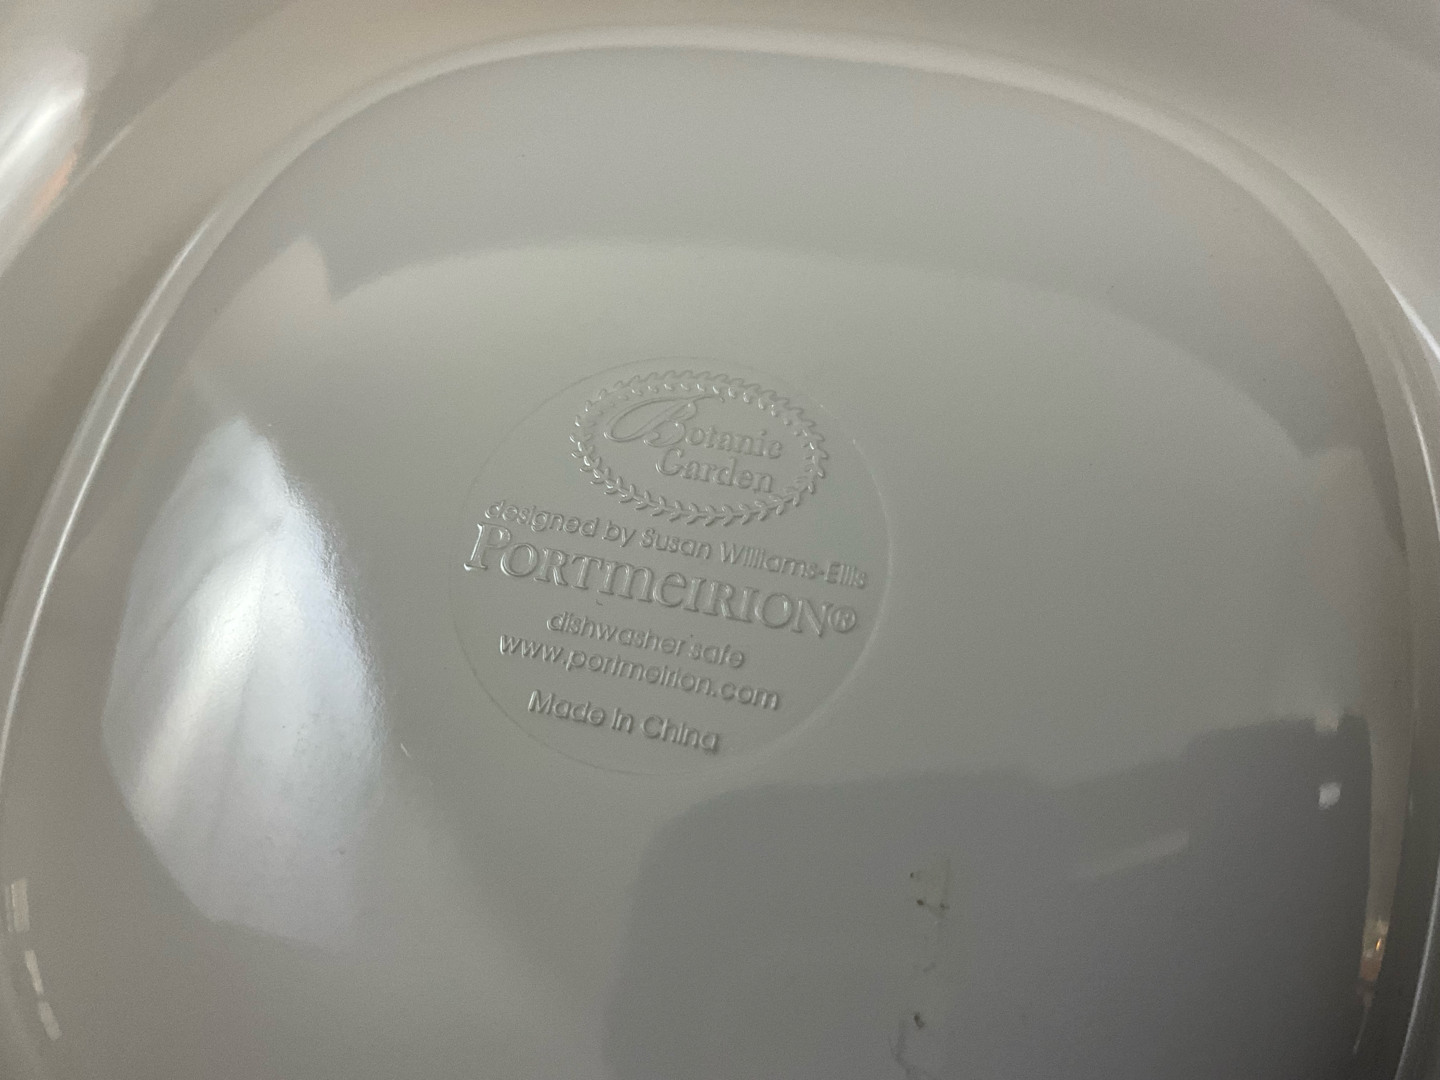 Botanic
Garden
designed by Susan Williams-Ellis
PORTMEIRION®
dishwasher safe
www.portmeirion.com
Made in China